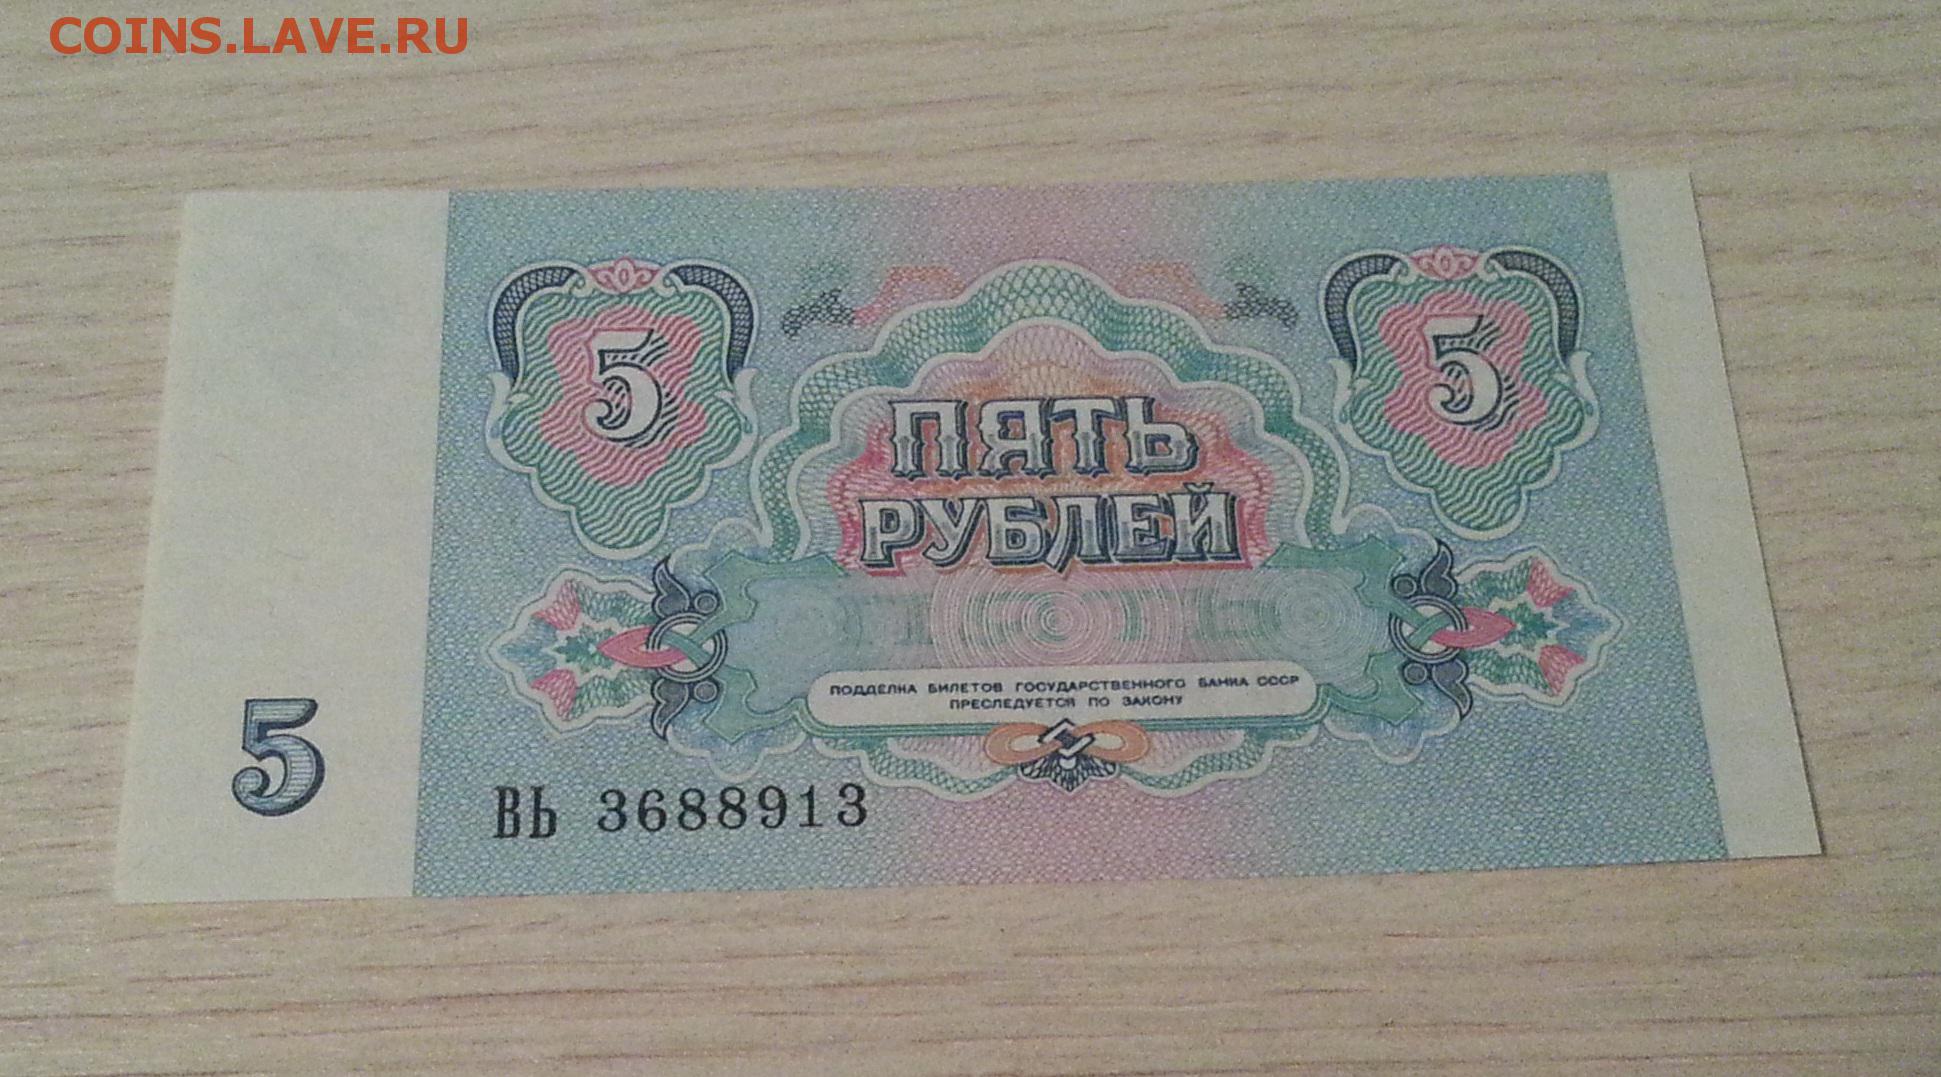 COINS.LAVE.RU
5
5
ПЯТЬ
РУБЛЕЙ
ПОДДЕЛКА БИЛЕТОВ ГОСУДАРСТВЕННОГО БАНКА СССР
ПРЕСЛЕДУЕТСЯ ПО ЗАКОНУ
5
ВЬ 3688913